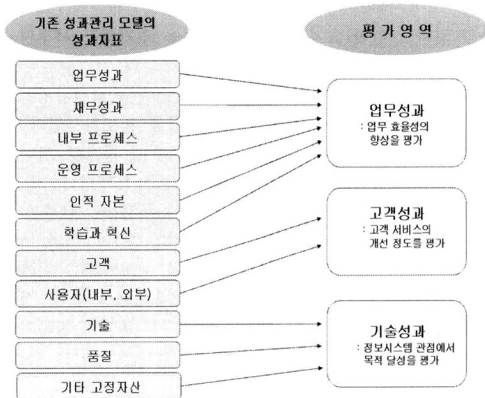 기존 성과관리 모델의
성과지표
평 가 영 역
업무성과
재무성과
내부 프로세스
운영 프로세스
인적 자본
학습과 혁신
고객
사용자(내부, 외부)
기술
품질
기타 고정자산
업무성과
: 업무 효율성의
향상을 평가
고객성과
: 고객 서비스의
개선 정도를 평가
기술성과
: 정보시스템 관점에서
목적 달성을 평가